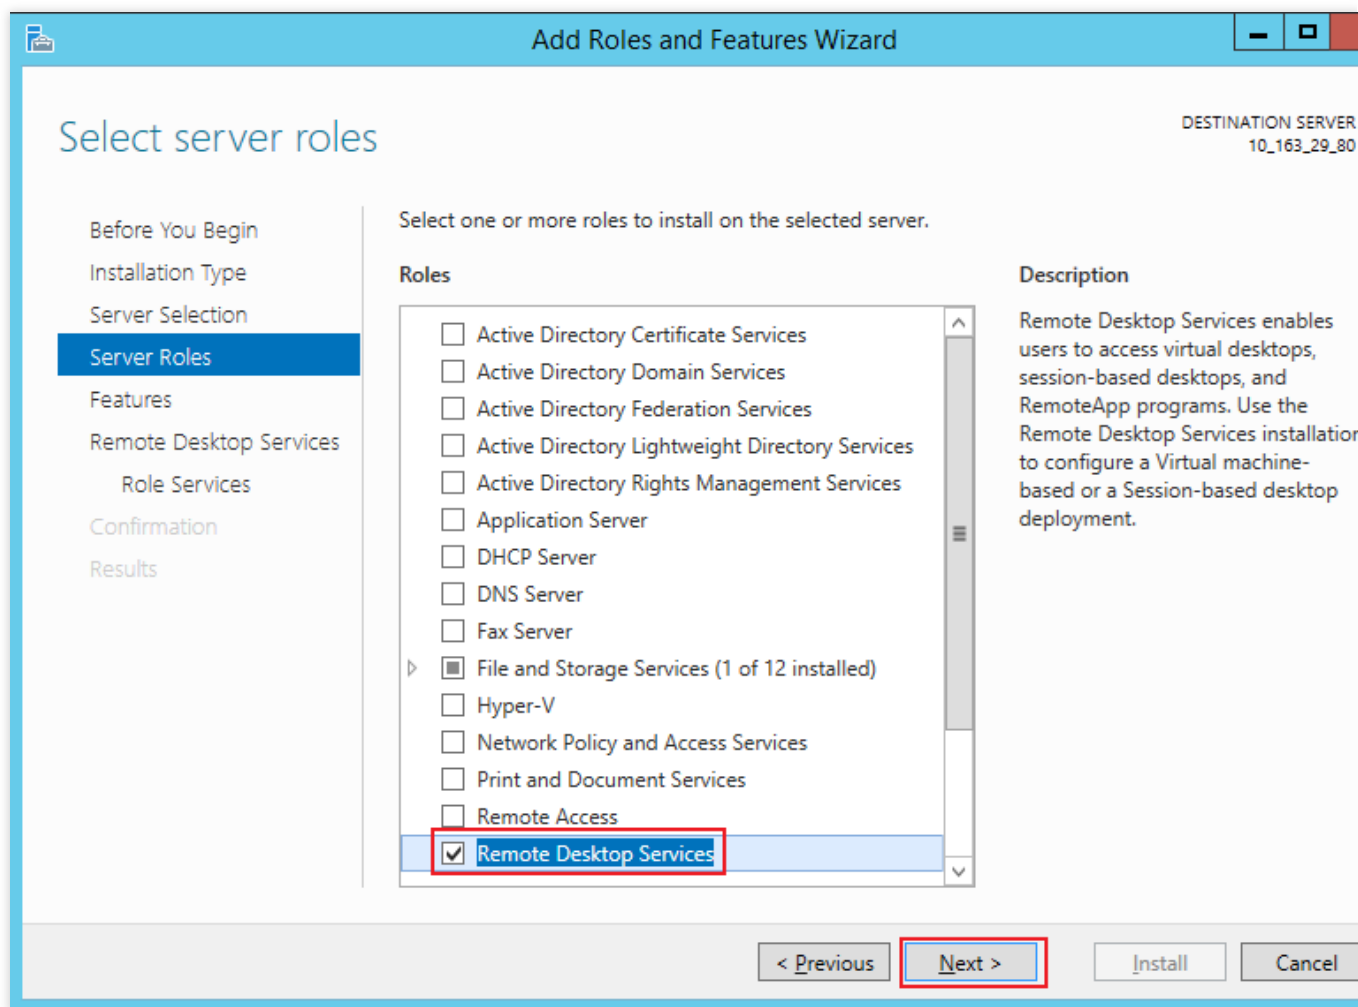 Add Roles and Features Wizard
Select server roles
DESTINATION SERVER
10_163_29_80
Before You Begin
Installation Type
Server Selection
Server Roles
Features
Remote Desktop Services
Role Services
Confirmation
Results
Select one or more roles to install on the selected server.
Roles
Active Directory Certificate Services
Active Directory Domain Services
Active Directory Federation Services
Active Directory Lightweight Directory Services
Active Directory Rights Management Services
Application Server
DHCP Server
DNS Server
Fax Server
File and Storage Services (1 of 12 installed)
Hyper-V
Network Policy and Access Services
Print and Document Services
Remote Access
Remote Desktop Services
Description
Remote Desktop Services enables
users to access virtual desktops,
session-based desktops, and
RemoteApp programs. Use the
Remote Desktop Services installation
to configure a Virtual machine-
based or a Session-based desktop
deployment.
< Previous
Next >
Install
Cancel